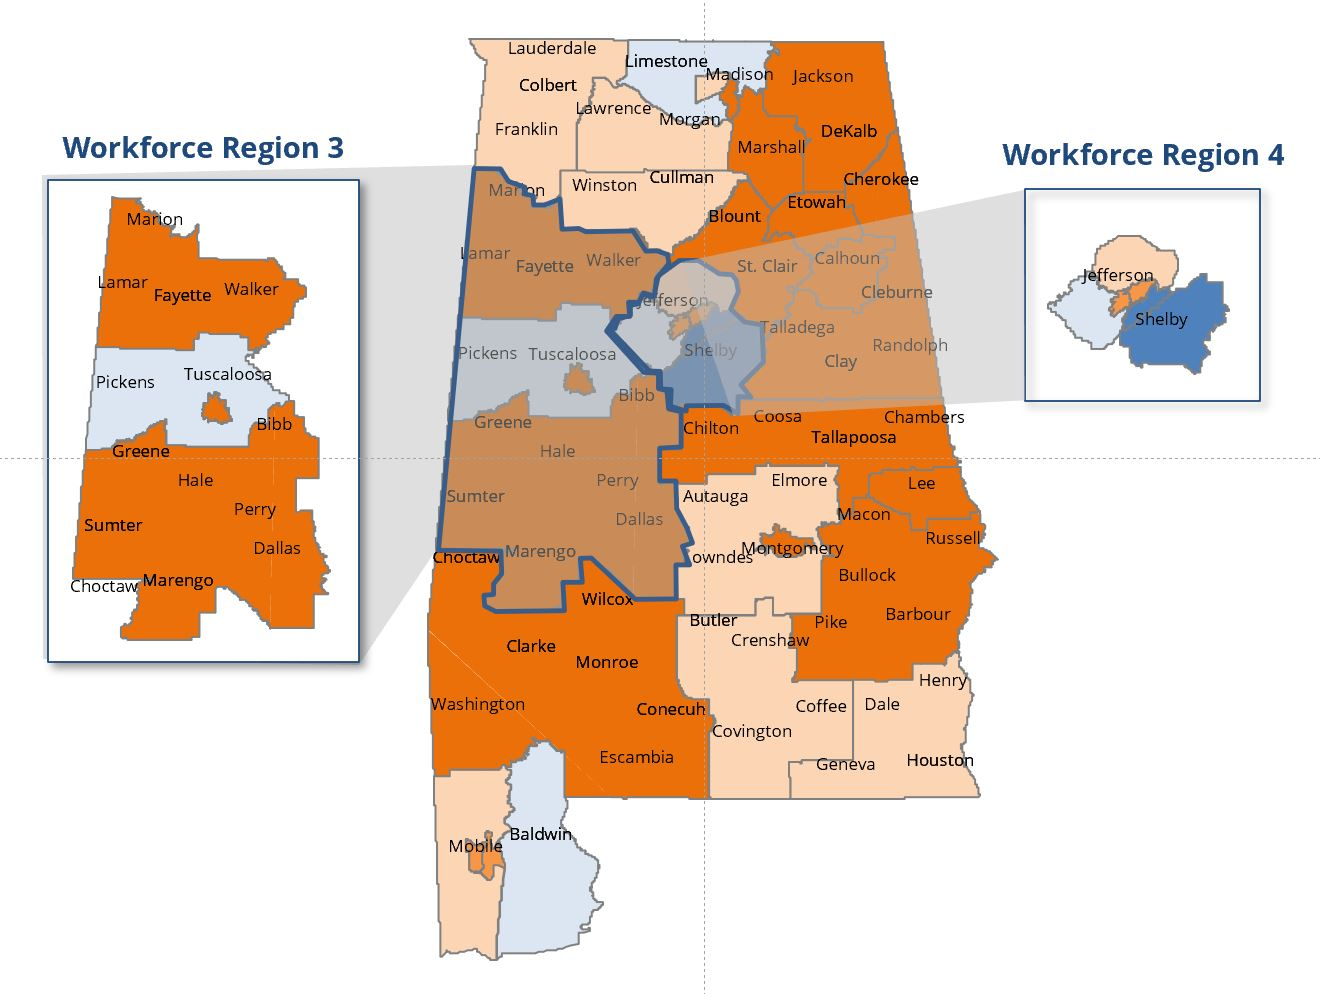 Lauderdale
Limestone
Madison
Jackson
Colbert
Lawrence
Morgan
Franklin
DeKalb
Marshall
Workforce Region 3
Workforce Region 4
Cullman
Cherokee
Winston
Marion
Etowah
Blount
Marion
Lamar
Fayette
Walker
St. Clair
Calhoun
Jefferson
Cleburne
Lamar
Fayette
Walker
Jefferson
Shelby
Talladega
Randolph
Pickens
Tuscaloosa
Shelby
Clay
Pickens
Tuscaloosa
Bibb
Coosa
Chambers
Greene
Bibb
Chilton
Tallapoosa
Greene
Hale
Hale
Perry
Elmore
Lee
Sumter
Autauga
Perry
Dallas
Macon
Sumter
Dallas
Russell
Choctaw
Marengo
owndes
Montgomery
Choctaw
Marengo
Bullock
Wilcox
Butler
Pike
Barbour
Crenshaw
Clarke
Monroe
Henry
Washington
Conecuh
Coffee
Dale
Covington
Escambia
Geneva
Houston
Mobile
Baldwin